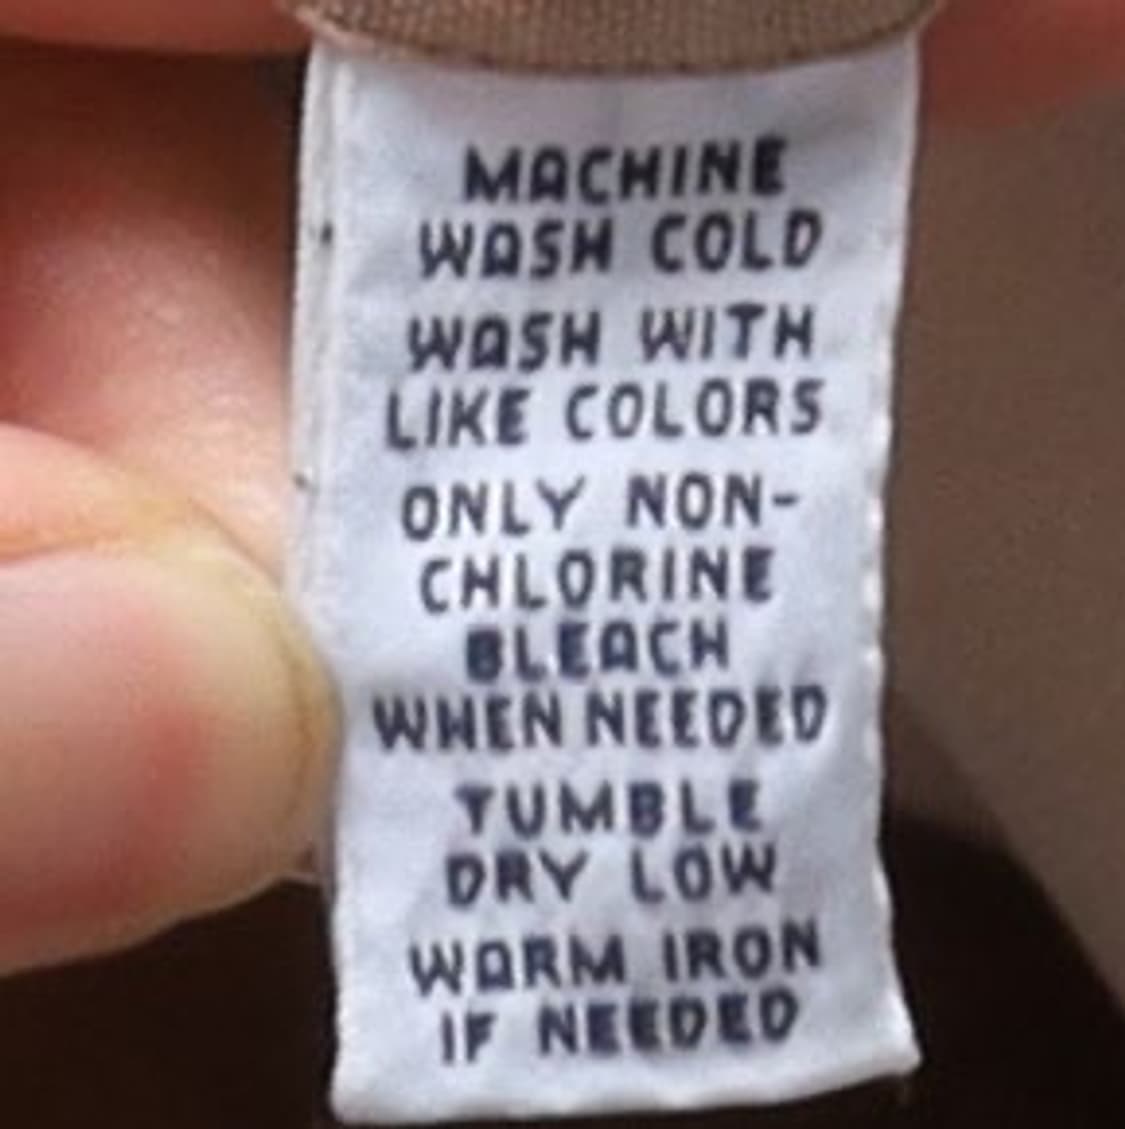 MACHINE
WASH COLD
WASH WITH
LIKE COLORS
ONLY NON-
CHLORINE
BLEACH
WHEN NEEDED
TUMBLE
DRY LOW
WARM IRON
IF NEEDED